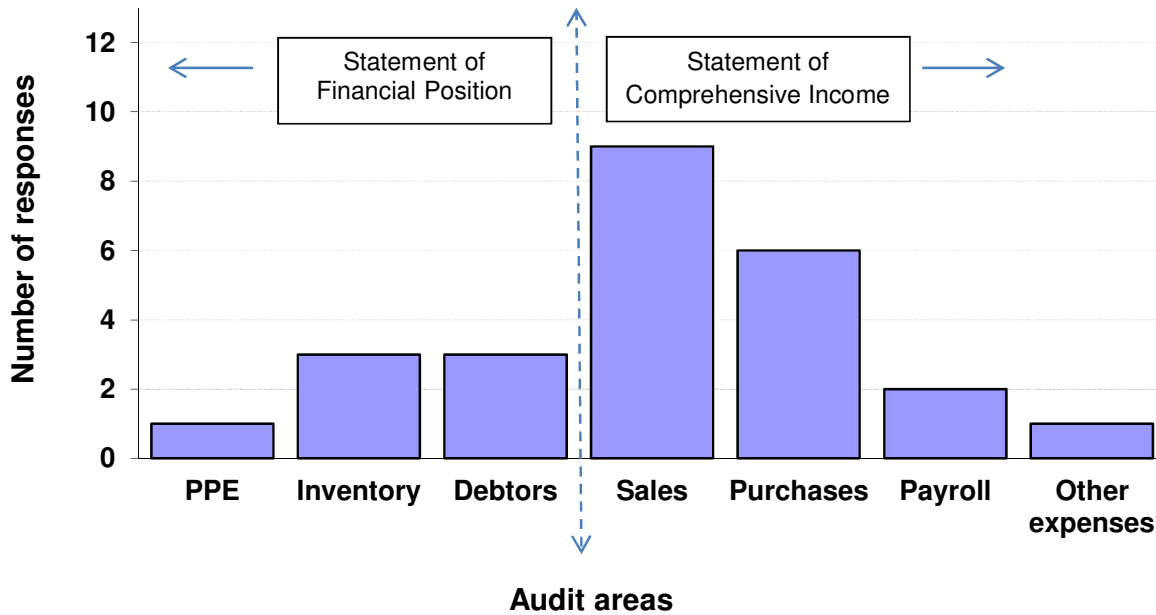 Number of responses
12
10
8
6
4
2
0
Statement of
Financial Position
Statement of
Comprehensive Income
PPE
Inventory
Debtors
Sales
Purchases
Payroll
Other
expenses
Audit areas